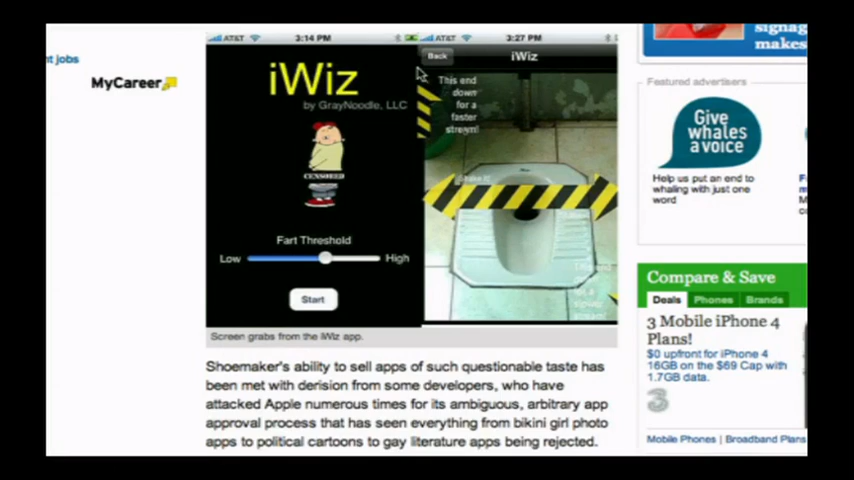 t jobs
MyCareer
AT&T
3:14 PM
iWiz
by GrayNoodle, LLC
CENSORED
Fart Threshold
Low
High
Start
AT&T
3:27 PM
Back
iWiz
This end
down
for a
faster
stream!
Screen grabs from the iWiz app.
Shoemaker's ability to sell apps of such questionable taste has
been met with derision from some developers, who have
attacked Apple numerous times for its ambiguous, arbitrary app
approval process that has seen everything from bikini girl photo
apps to political cartoons to gay literature apps being rejected.
signag
makes
Featured advertisers
Give
whales
a voice
Help us put an end to
whaling with just one
word
Compare & Save
Deals
Phones
Brands
3 Mobile iPhone 4
Plans!
$0 upfront for iPhone 4
16GB on the $69 Cap with
1.7GB data.
3
Mobile Phones | Broadband Plans